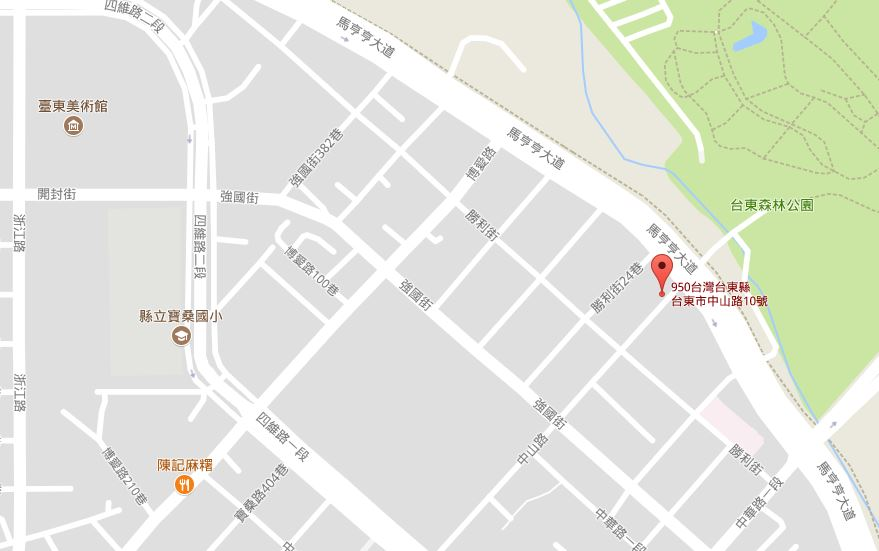 四維路二段
馬亨亨大道
臺東美術館
強國街382巷
博愛路
馬亨亨大道
開封街
強國街
台東森林公園
浙江路
四維路二段
勝利街
馬亨亨大道
博愛路100巷
勝利街24巷
強國街
950台灣台東縣
台東市中山路10號
縣立寶桑國小
浙江路
強國街
四維路一段
中山路
勝利街
陳記麻糬
博愛路210巷
寶桑路404巷
中華路一段
馬亨亨大道
中華路一段